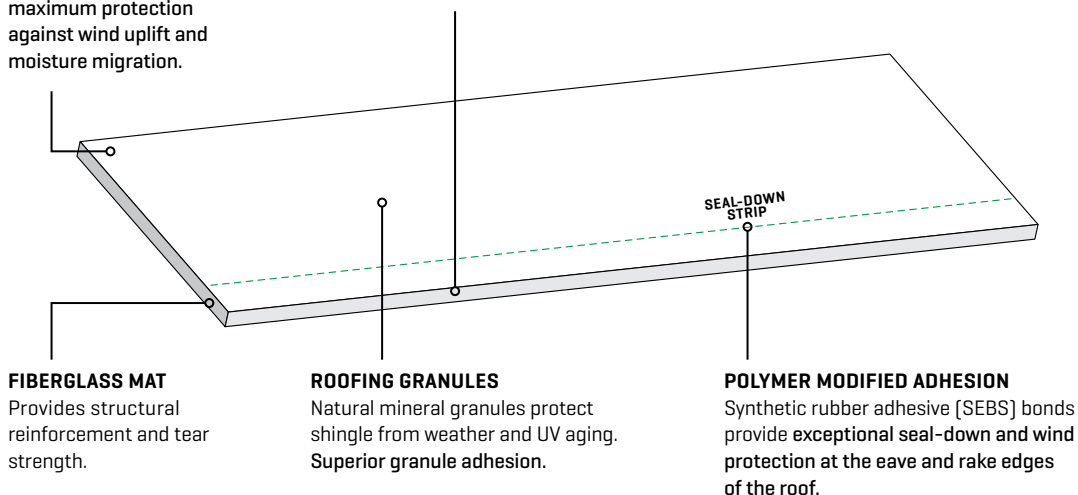 maximum protection
against wind uplift and
moisture migration.
SEAL-DOWN
STRIP
FIBERGLASS MAT
Provides structural
reinforcement and tear
strength.
ROOFING GRANULES
Natural mineral granules protect
shingle from weather and UV aging.
Superior granule adhesion.
POLYMER MODIFIED ADHESION
Synthetic rubber adhesive (SEBS) bonds
provide exceptional seal-down and wind
protection at the eave and rake edges
of the roof.